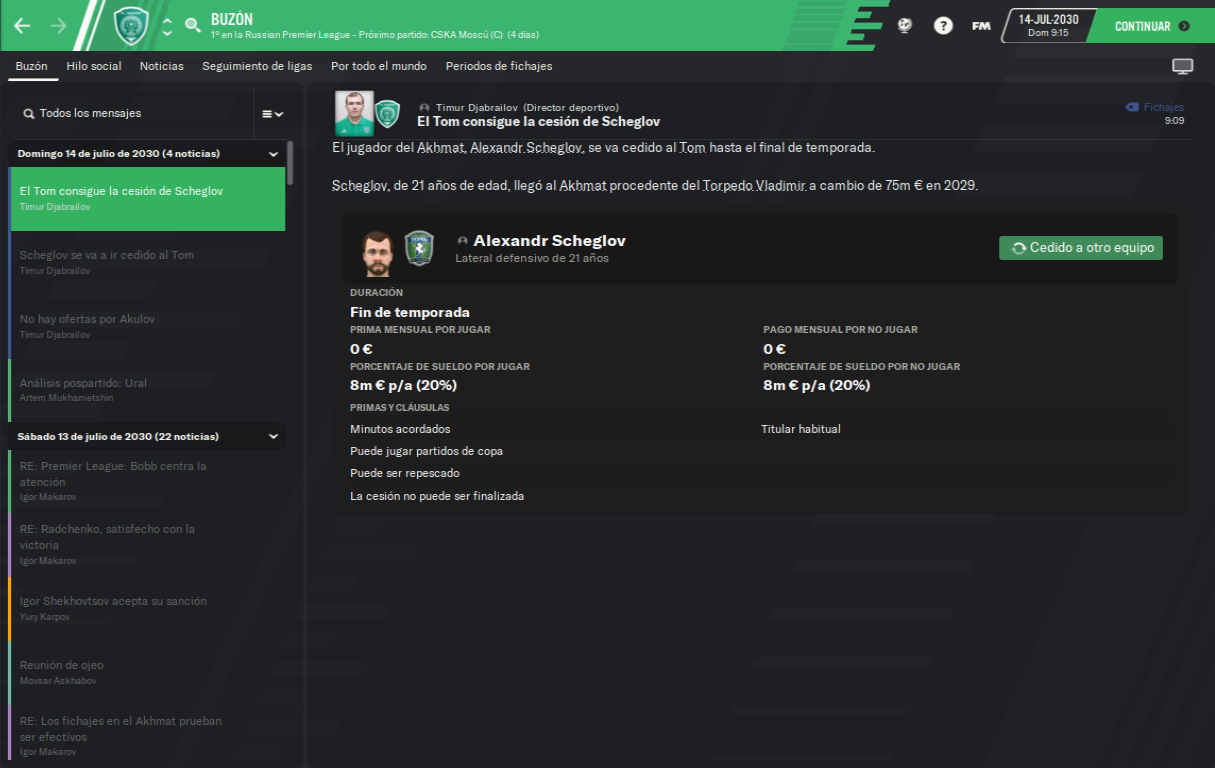 BUZÓN
1º en la Russian Premier League - Próximo partido: CSKA Moscú (C) (4 días)
?
FM
14-JUL-2030
Dom 9:15
CONTINUAR
Buzón
Hilo social
Noticias
Seguimiento de ligas
Por todo el mundo
Periodos de fichajes
Todos los mensajes
Domingo 14 de julio de 2030 (4 noticias)
El Tom consigue la cesión de Scheglov
Timur Djabrailov
Scheglov se va a ir cedido al Tom
Timur Djabrailov
No hay ofertas por Akulov
Timur Djabrailov
Análisis pospartido: Ural
Artem Mukhametshin
Sábado 13 de julio de 2030 (22 noticias)
RE: Premier League: Bobb centra la
atención
Igor Makarov
RE: Radchenko, satisfecho con la
victoria
Igor Makarov
Igor Shekhovtsov acepta su sanción
Yury Karpov
Reunión de ojeo
Movsar Askhabov
RE: Los fichajes en el Akhmat prueban
ser efectivos
Igor Makarov
Timur Djabrailov (Director deportivo)
El Tom consigue la cesión de Scheglov
Fichajes
9:09
El jugador del Akhmat, Alexandr Scheglov, se va cedido al Tom hasta el final de temporada.
Scheglov, de 21 años de edad, llegó al Akhmat procedente del Torpedo Vladimir a cambio de 75m € en 2029.
Alexandr Scheglov
Lateral defensivo de 21 años
Cedido a otro equipo
DURACIÓN
Fin de temporada
PRIMA MENSUAL POR JUGAR
PAGO MENSUAL POR NO JUGAR
0 €
0 €
PORCENTAJE DE SUELDO POR JUGAR
PORCENTAJE DE SUELDO POR NO JUGAR
8m € p/a (20%)
8m € p/a (20%)
PRIMAS Y CLÁUSULAS
Minutos acordados
Titular habitual
Puede jugar partidos de copa
Puede ser repescado
La cesión no puede ser finalizada